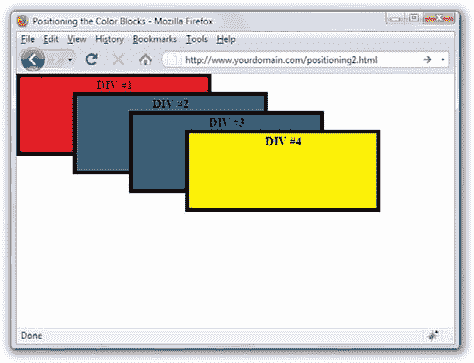 Positioning the Color Blocks - Mozilla Firefox
File Edit View History Bookmarks Tools Help
http://www.yourdomain.com/positioning2.html
DIV #1
DIV #2
DIV #3
DIV #4
Done